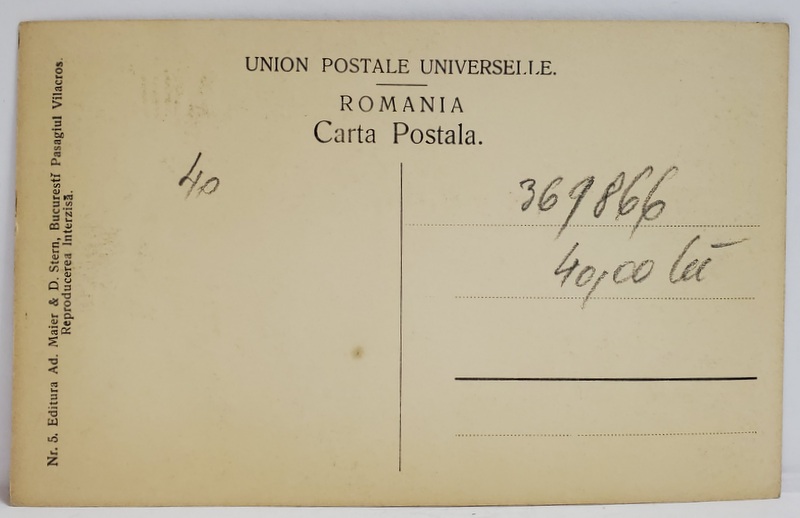 UNION POSTALE UNIVERSELLE.
ROMANIA
Carta Postala.
40
369866
40,00 lei
Nr. 5. Editura Ad. Maier & D. Stern, Bucurestĭ Pasagiul Vilacros.
Reproducerea Interzisă.